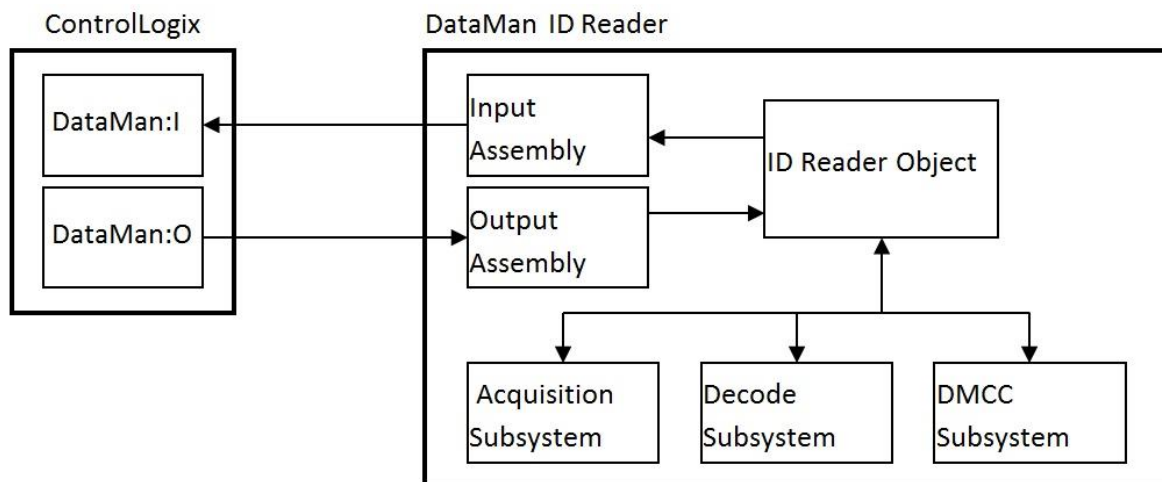 ControlLogix
DataMan ID Reader
DataMan:I
DataMan:O
Input
Assembly
Output
Assembly
ID Reader Object
Acquisition
Subsystem
Decode
Subsystem
DMCC
Subsystem